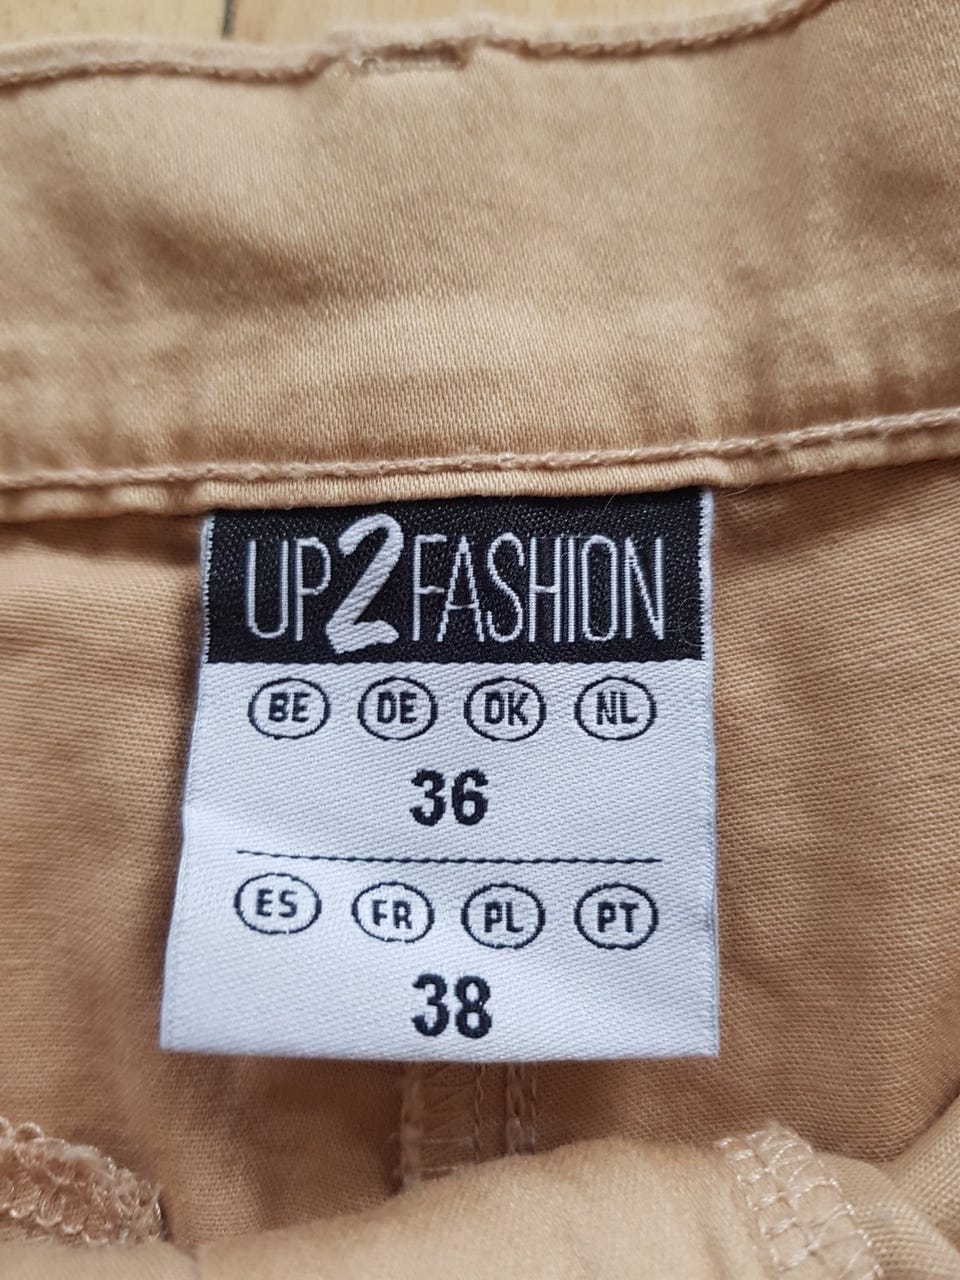 UP2FASHION
BE DE DK NL
36
ES FR PL PT
38